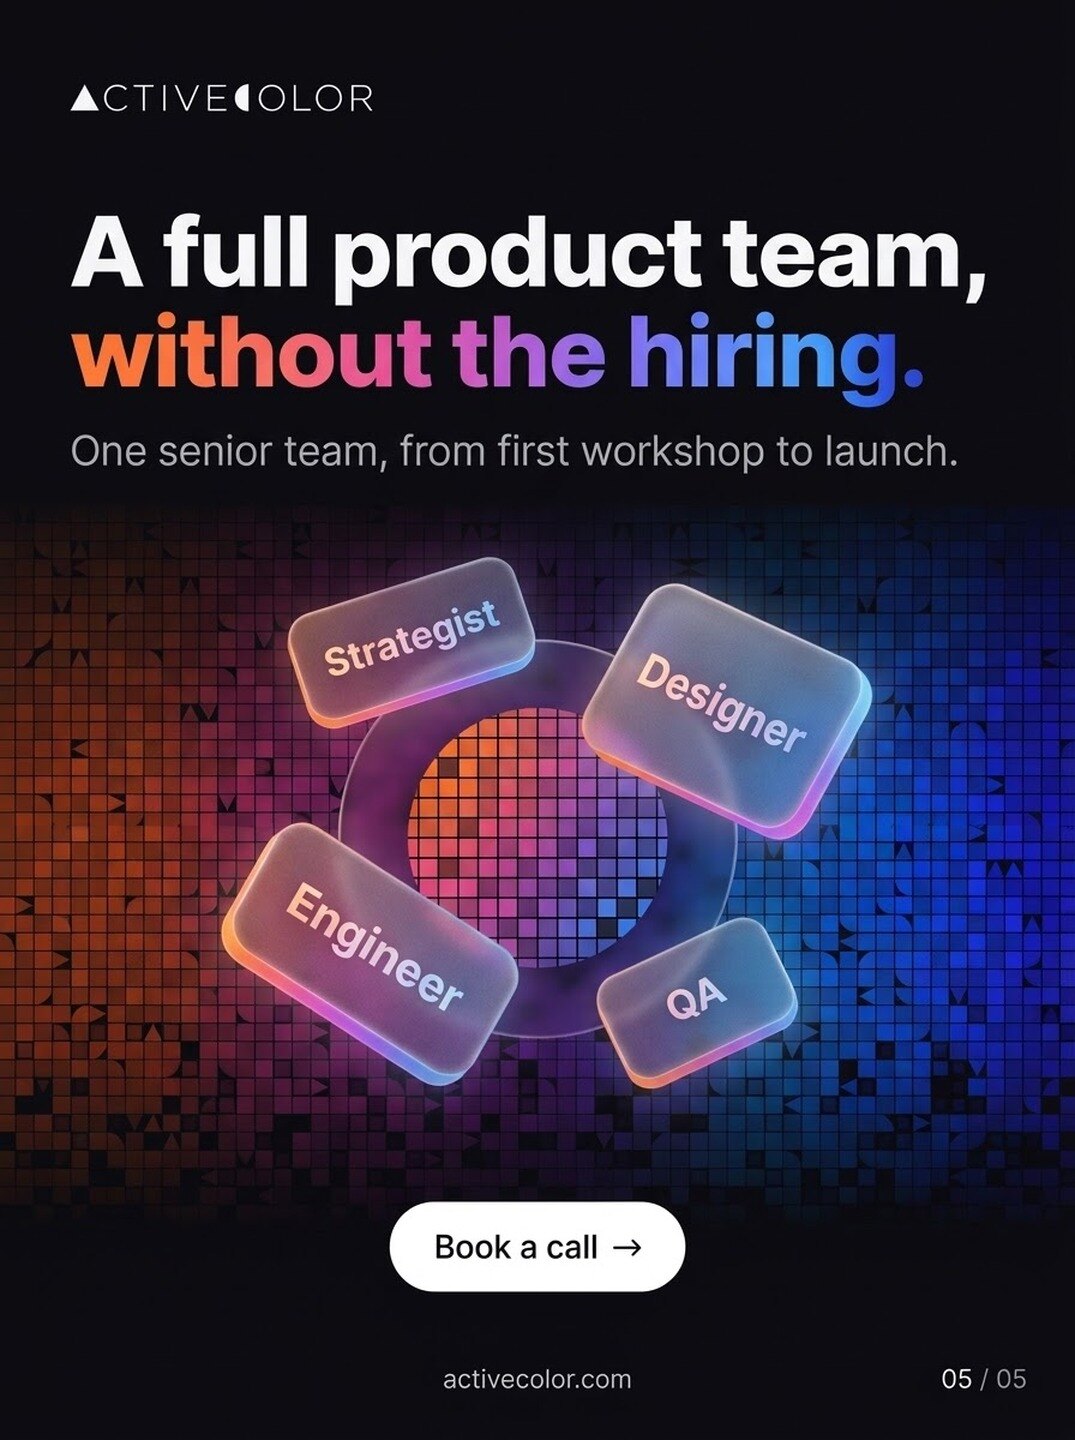 ACTIVECOLOR
A full product team,
without the hiring.
One senior team, from first workshop to launch.
Strategist
Designer
Engineer
QA
Book a call →
activecolor.com
05 / 05